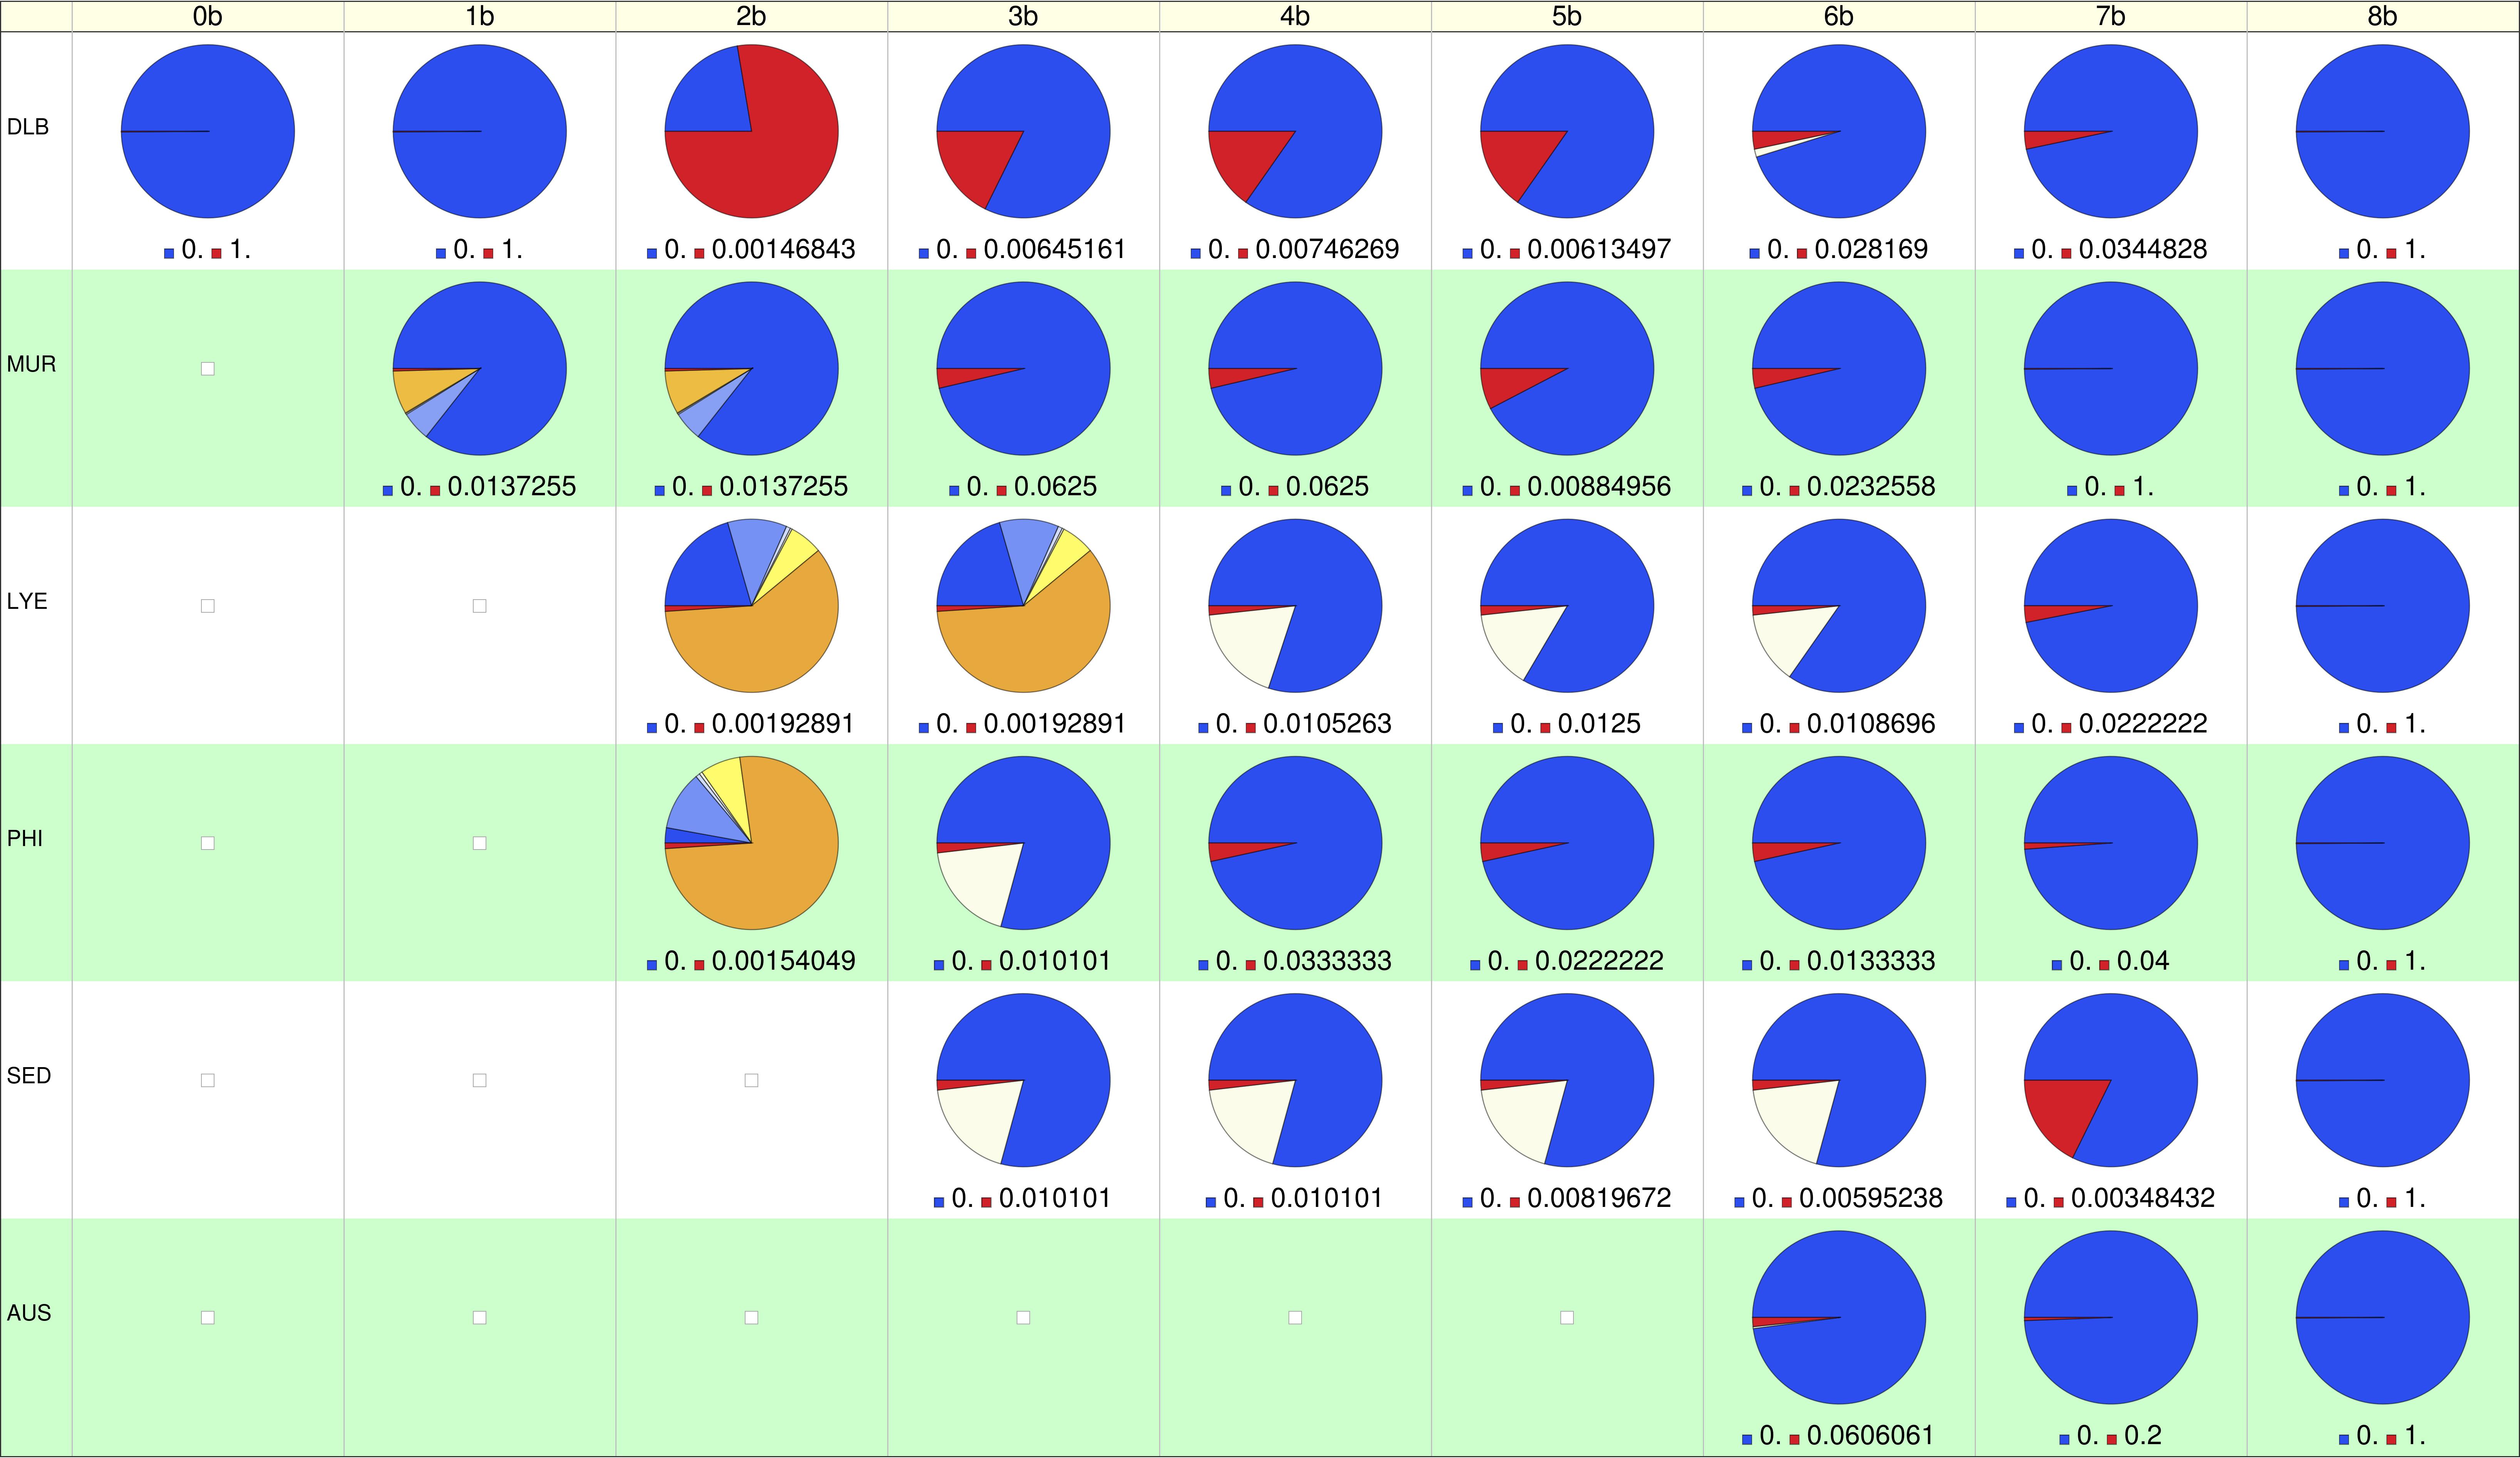 0b 1b 2b 3b 4b 5b 6b 7b 8b
DLB
0. 1. 0. 1. 0. 0.00146843 0. 0.00645161 0. 0.00746269 0. 0.00613497 0. 0.028169 0. 0.0344828 0. 1.
MUR
0. 0.0137255 0. 0.0137255 0. 0.0625 0. 0.0625 0. 0.00884956 0. 0.0232558 0. 1. 0. 1.
LYE
0. 0.00192891 0. 0.00192891 0. 0.0105263 0. 0.0125 0. 0.0108696 0. 0.0222222 0. 1.
PHI
0. 0.00154049 0. 0.010101 0. 0.0333333 0. 0.0222222 0. 0.0133333 0. 0.04 0. 1.
SED
0. 0.010101 0. 0.010101 0. 0.00819672 0. 0.00595238 0. 0.00348432 0. 1.
AUS
0. 0.0606061 0. 0.2 0. 1.